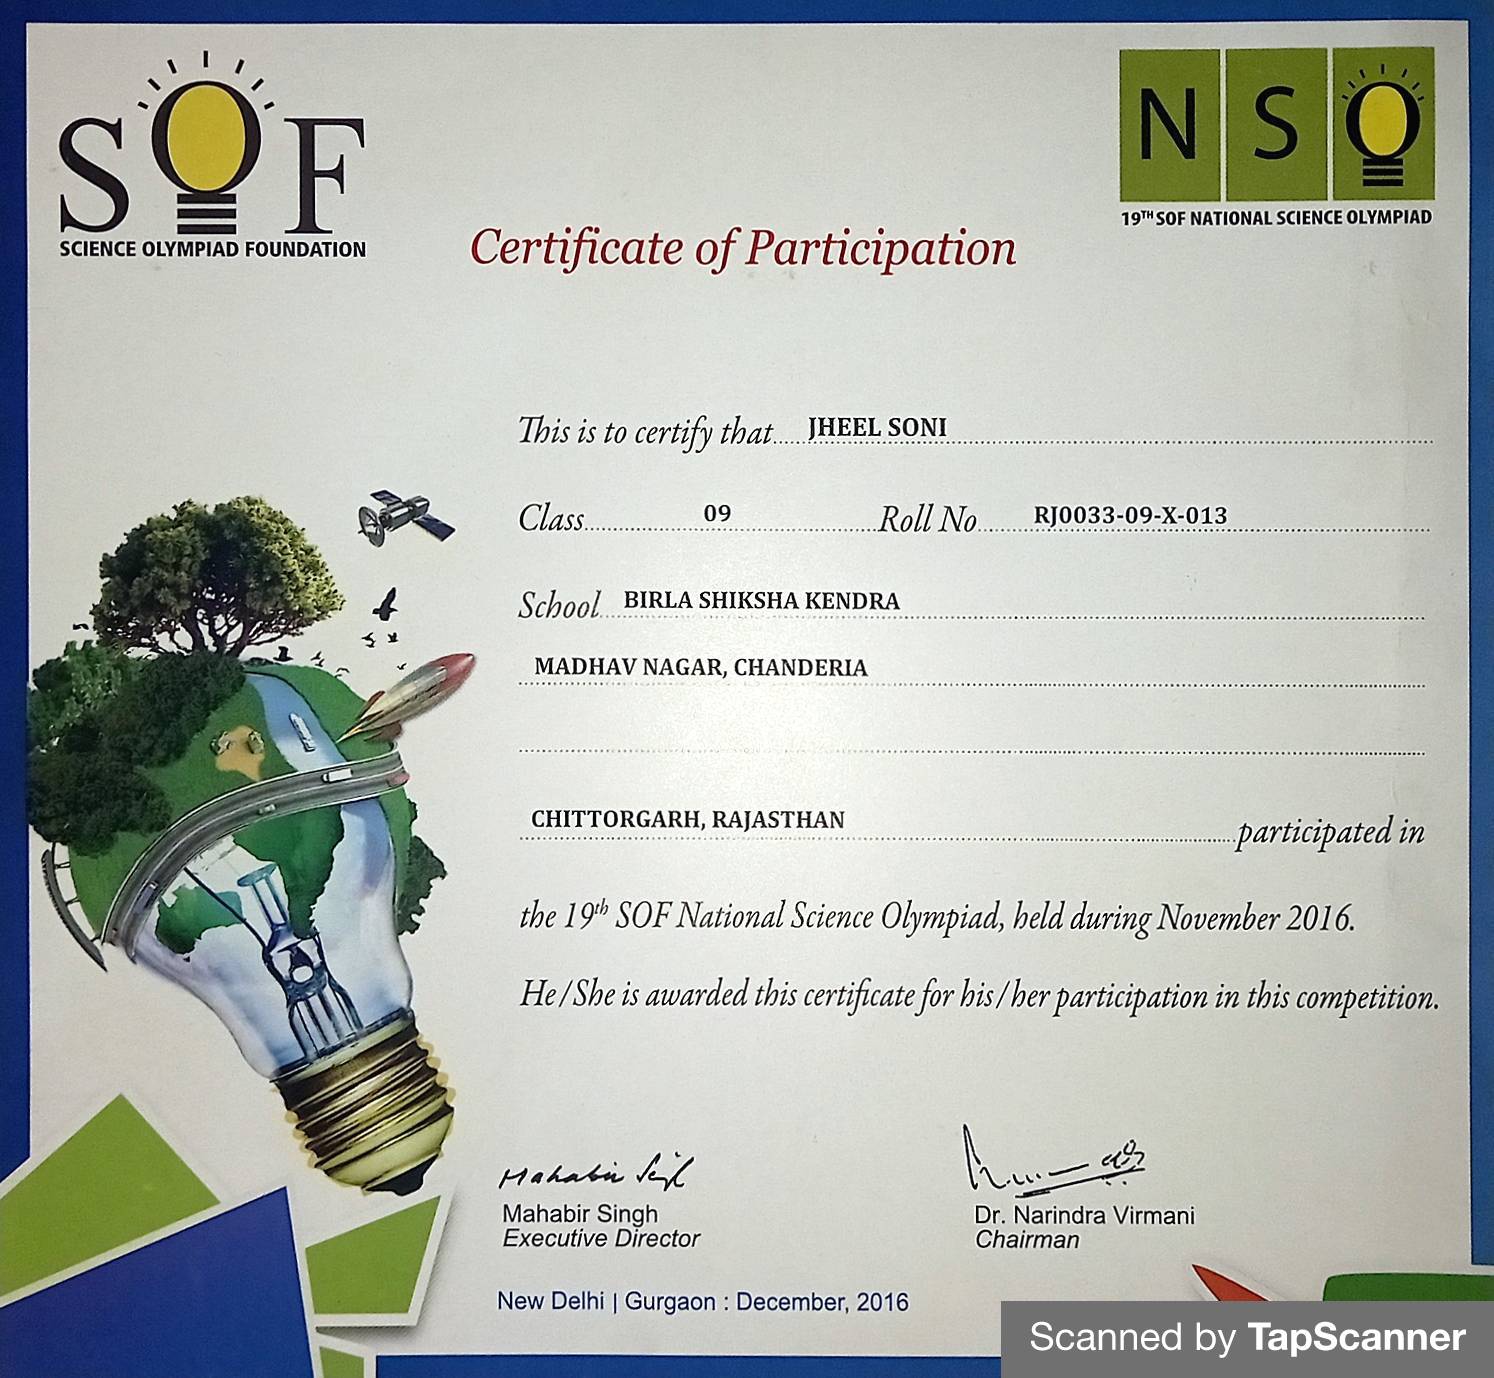 SOF
SCIENCE OLYMPIAD FOUNDATION
NSO
19TH SOF NATIONAL SCIENCE OLYMPIAD
Certificate of Participation
This is to certify that JHEEL SONI
Class 09 Roll No RJ0033-09-X-013
School BIRLA SHIKSHA KENDRA
MADHAV NAGAR, CHANDERIA
CHITTORGARH, RAJASTHAN participated in
the 19th SOF National Science Olympiad, held during November 2016.
He/She is awarded this certificate for his/her participation in this competition.
Mahabir Singh
Mahabir Singh
Executive Director
Dr. Narindra Virmani
Chairman
New Delhi | Gurgaon : December, 2016
Scanned by TapScanner